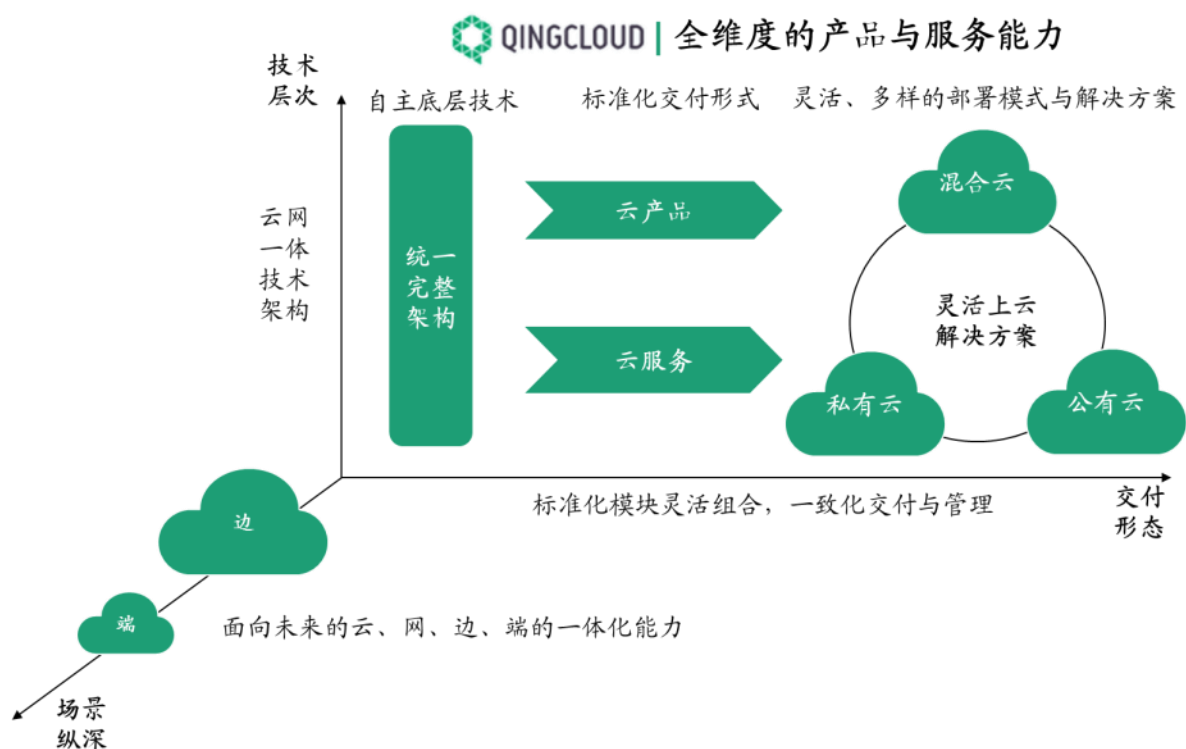 QINGCLOUD | 全维度的产品与服务能力
技术
层次
自主底层技术
标准化交付形式
灵活、多样的部署模式与解决方案
混合云
云产品
云网
一体
技术
架构
统一
完整
架构
灵活上云
解决方案
云服务
私有云
公有云
标准化模块灵活组合，一致化交付与管理
交付
形态
边
端
面向未来的云、网、边、端的一体化能力
场景
纵深